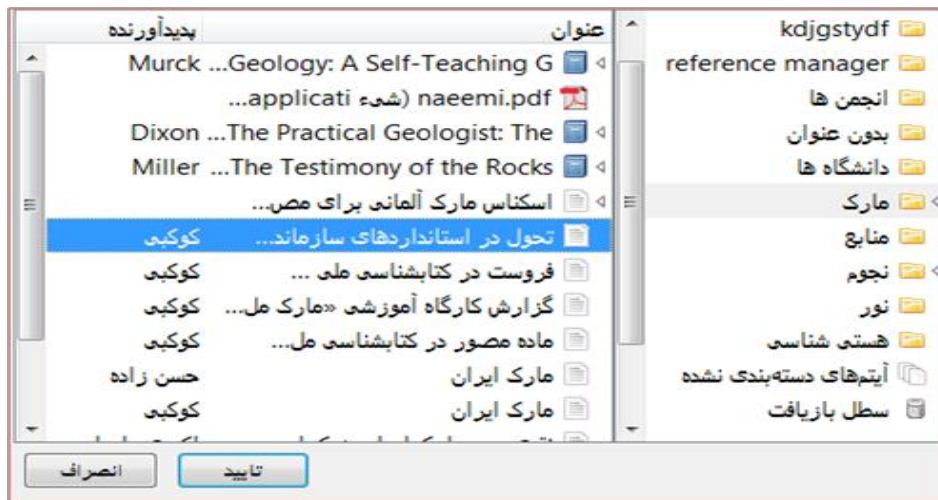 kdjgstydf
reference manager
انجمن ها
بدون عنوان
دانشگاه ها
مارک
منابع
نجوم
نور
هستی شناسی
آیتم‌های دسته‌بندی نشده
سطل بازیافت
عنوان پدیدآورنده
Geology: A Self-Teaching G... Murck
naeemi.pdf (شیء applicati...
The Practical Geologist: The... Dixon
The Testimony of the Rocks... Miller
اسکناس مارک آلمانی برای مص...
تحول در استانداردهای سازماند... کوکبی
فروست در کتابشناسی ملی ... کوکبی
گزارش کارگاه آموزشی «مارک مل... کوکبی
ماده مصور در کتابشناسی مل... کوکبی
مارک ایران حسن زاده
مارک ایران کوکبی
تایید انصراف